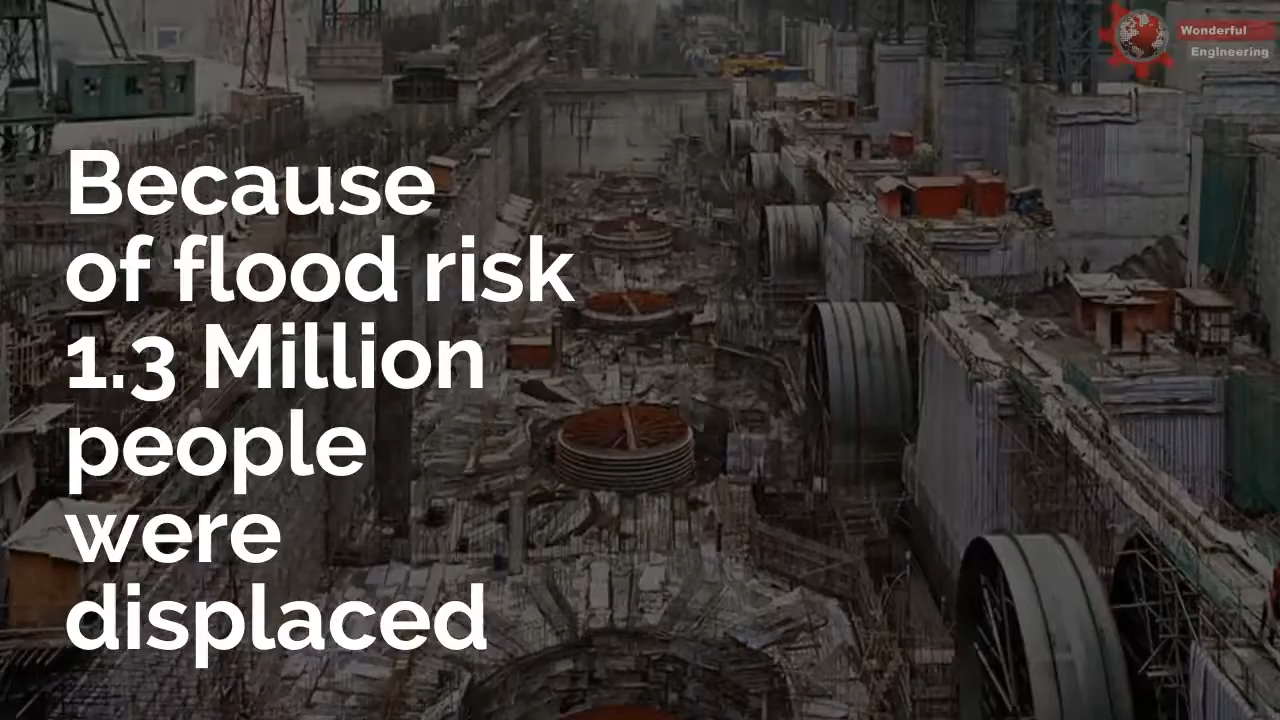 Wonderful
Engineering
Because
of flood risk
1.3 Million
people
were
displaced